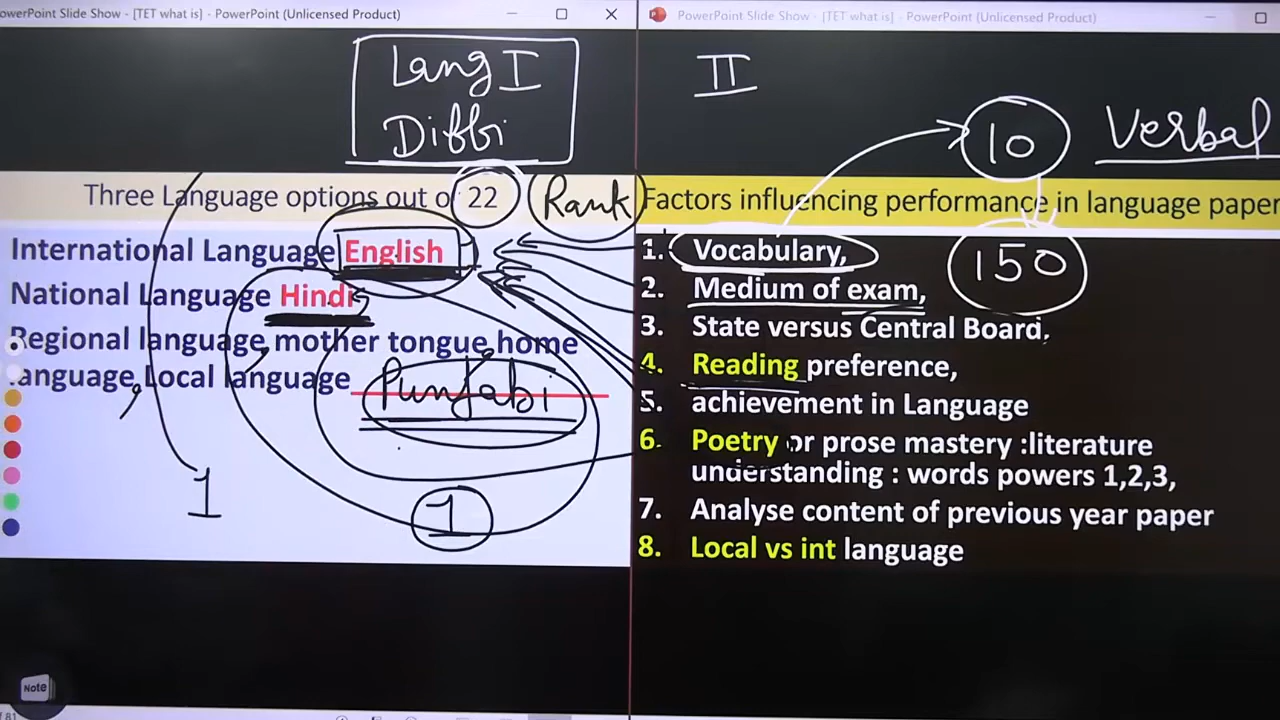 owerPoint Slide Show - [TET what is] - PowerPoint (Unlicensed Product)
PowerPoint Slide Show - [TET what is] - PowerPoint (Unlicensed Product)
Lang I
Diffi
II
10
Verbal
Three Language options out of 22
Rank
International Language English
National Language Hindi
Regional language, mother tongue, home
language, Local language
Punjabi
1
1
Factors influencing performance in language paper
150
1. Vocabulary,
2. Medium of exam,
3. State versus Central Board,
4. Reading preference,
5. achievement in Language
6. Poetry or prose mastery :literature
understanding : words powers 1,2,3,
7. Analyse content of previous year paper
8. Local vs int language
Note
/81